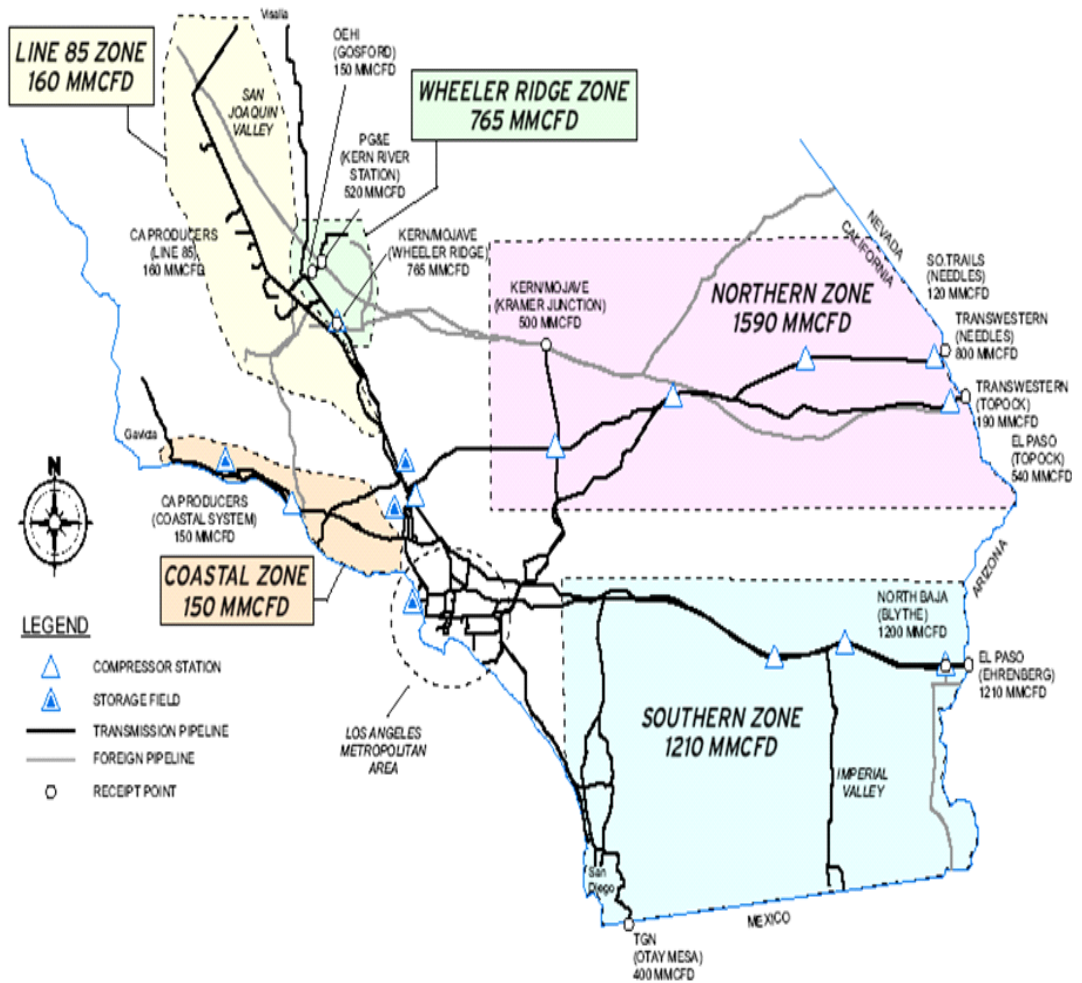 Visalia
OEHI
(GOSFORD)
150 MMCFD
LINE 85 ZONE
160 MMCFD
SAN
JOAQUIN
VALLEY
WHEELER RIDGE ZONE
765 MMCFD
PG&E
(KERN RIVER
STATION)
520 MMCFD
CA PRODUCERS
(LINE 85)
160 MMCFD
KERN/MOJAVE
(WHEELER RIDGE)
765 MMCFD
KERN/MOJAVE
(KRAMER JUNCTION)
500 MMCFD
NEVADA
CALIFORNIA
NORTHERN ZONE
1590 MMCFD
SO.TRAILS
(NEEDLES)
120 MMCFD
TRANSWESTERN
(NEEDLES)
800 MMCFD
TRANSWESTERN
(TOPOCK)
190 MMCFD
EL PASO
(TOPOCK)
540 MMCFD
Gaviota
N
CA PRODUCERS
(COASTAL SYSTEM)
150 MMCFD
COASTAL ZONE
150 MMCFD
ARIZONA
NORTH BAJA
(BLYTHE)
1200 MMCFD
EL PASO
(EHRENBERG)
1210 MMCFD
LEGEND
COMPRESSOR STATION
STORAGE FIELD
TRANSMISSION PIPELINE
FOREIGN PIPELINE
RECEIPT POINT
LOS ANGELES
METROPOLITAN
AREA
SOUTHERN ZONE
1210 MMCFD
IMPERIAL
VALLEY
San
Diego
MEXICO
TGN
(OTAY MESA)
400 MMCFD